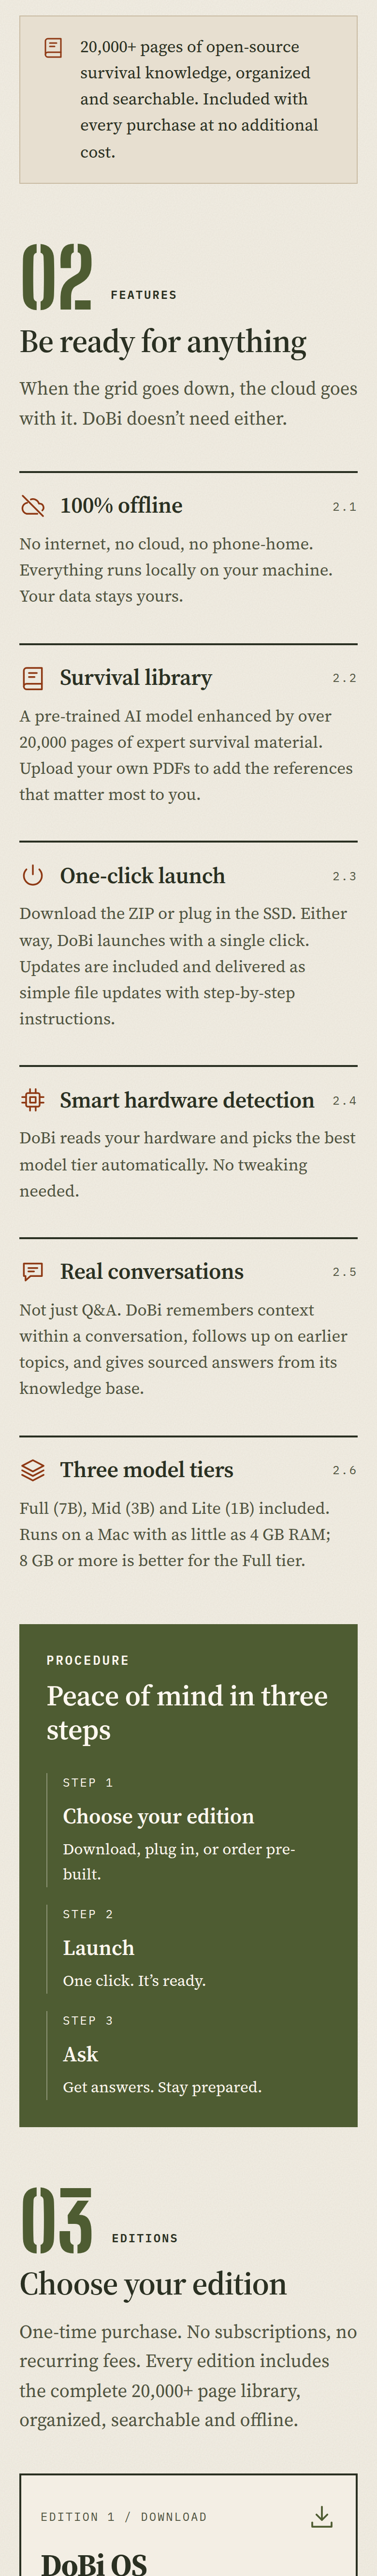 20,000+ pages of open-source
survival knowledge, organized
and searchable. Included with
every purchase at no additional
cost.
02
FEATURES
Be ready for anything
When the grid goes down, the cloud goes
with it. DoBi doesn’t need either.
100% offline
2.1
No internet, no cloud, no phone-home.
Everything runs locally on your machine.
Your data stays yours.
Survival library
2.2
A pre-trained AI model enhanced by over
20,000 pages of expert survival material.
Upload your own PDFs to add the references
that matter most to you.
One-click launch
2.3
Download the ZIP or plug in the SSD. Either
way, DoBi launches with a single click.
Updates are included and delivered as
simple file updates with step-by-step
instructions.
Smart hardware detection
2.4
DoBi reads your hardware and picks the best
model tier automatically. No tweaking
needed.
Real conversations
2.5
Not just Q&A. DoBi remembers context
within a conversation, follows up on earlier
topics, and gives sourced answers from its
knowledge base.
Three model tiers
2.6
Full (7B), Mid (3B) and Lite (1B) included.
Runs on a Mac with as little as 4 GB RAM;
8 GB or more is better for the Full tier.
PROCEDURE
Peace of mind in three
steps
STEP 1
Choose your edition
Download, plug in, or order pre-
built.
STEP 2
Launch
One click. It’s ready.
STEP 3
Ask
Get answers. Stay prepared.
03
EDITIONS
Choose your edition
One-time purchase. No subscriptions, no
recurring fees. Every edition includes
the complete 20,000+ page library,
organized, searchable and offline.
EDITION 1 / DOWNLOAD
DoBi OS